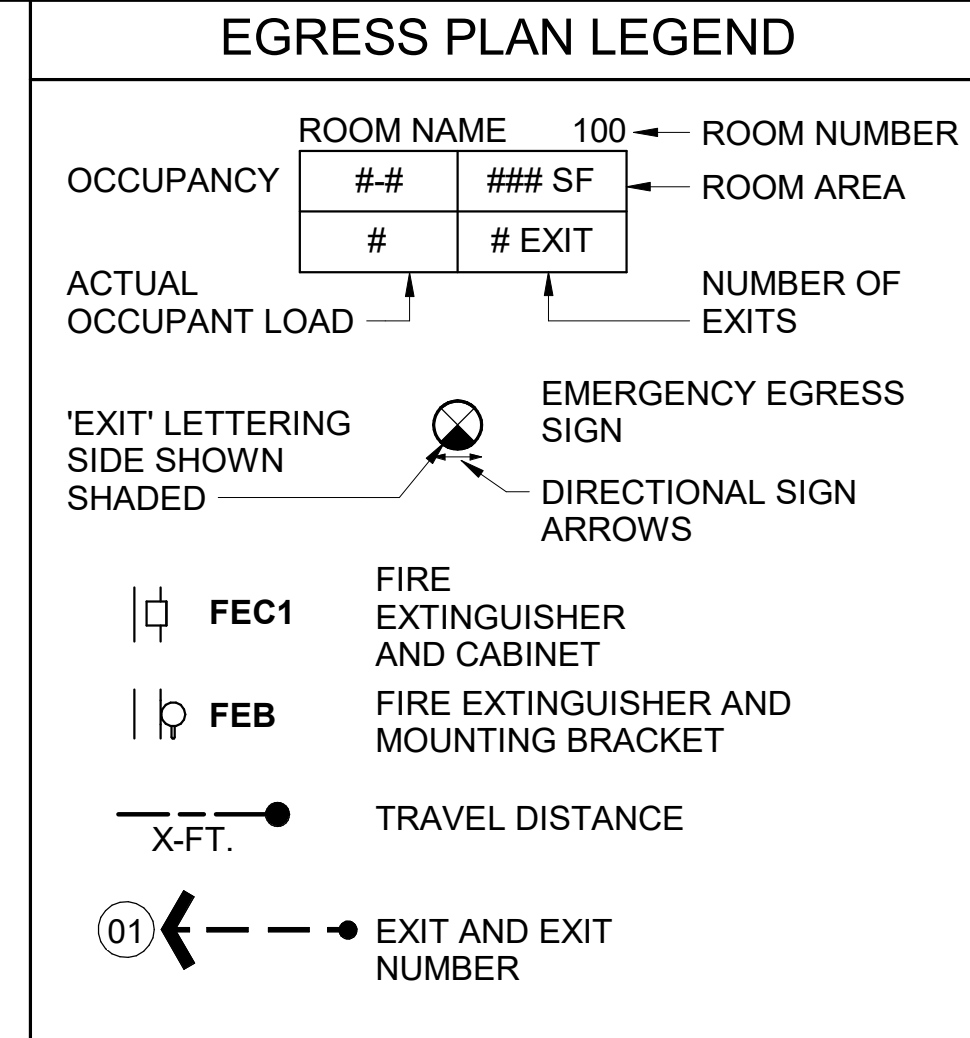 EGRESS PLAN LEGEND
ROOM NAME 100 ROOM NUMBER
OCCUPANCY #-# ### SF ROOM AREA
# # EXIT
ACTUAL
OCCUPANT LOAD
NUMBER OF
EXITS
'EXIT' LETTERING
SIDE SHOWN
SHADED
EMERGENCY EGRESS
SIGN
DIRECTIONAL SIGN
ARROWS
FEC1
FIRE
EXTINGUISHER
AND CABINET
FEB
FIRE EXTINGUISHER AND
MOUNTING BRACKET
X-FT.
TRAVEL DISTANCE
01
EXIT AND EXIT
NUMBER